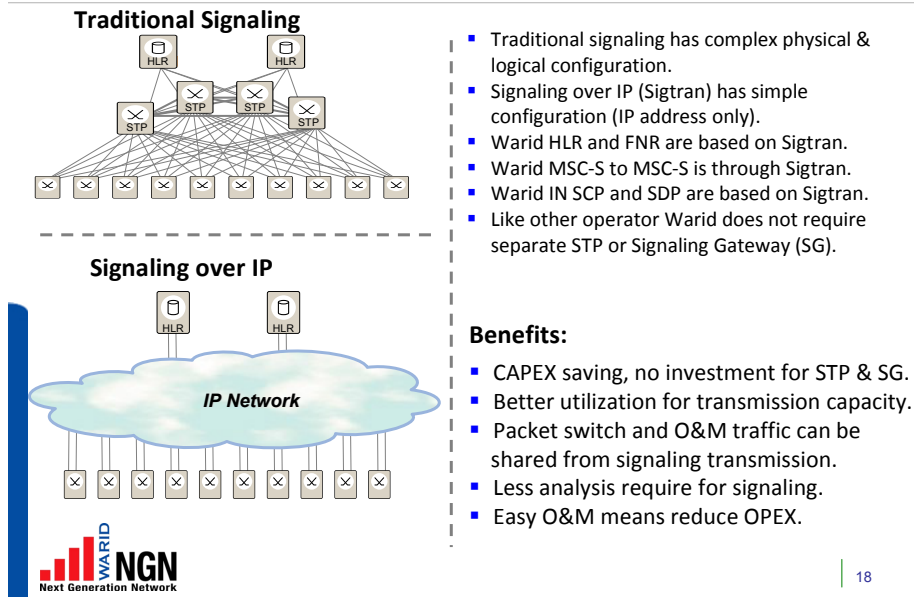 Traditional Signaling
HLR
HLR
STP
STP
STP
STP
Signaling over IP
HLR
HLR
IP Network
▪ Traditional signaling has complex physical &
logical configuration.
▪ Signaling over IP (Sigtran) has simple
configuration (IP address only).
▪ Warid HLR and FNR are based on Sigtran.
▪ Warid MSC-S to MSC-S is through Sigtran.
▪ Warid IN SCP and SDP are based on Sigtran.
▪ Like other operator Warid does not require
separate STP or Signaling Gateway (SG).
Benefits:
▪ CAPEX saving, no investment for STP & SG.
▪ Better utilization for transmission capacity.
▪ Packet switch and O&M traffic can be
shared from signaling transmission.
▪ Less analysis require for signaling.
▪ Easy O&M means reduce OPEX.
WARID
NGN
Next Generation Network
18